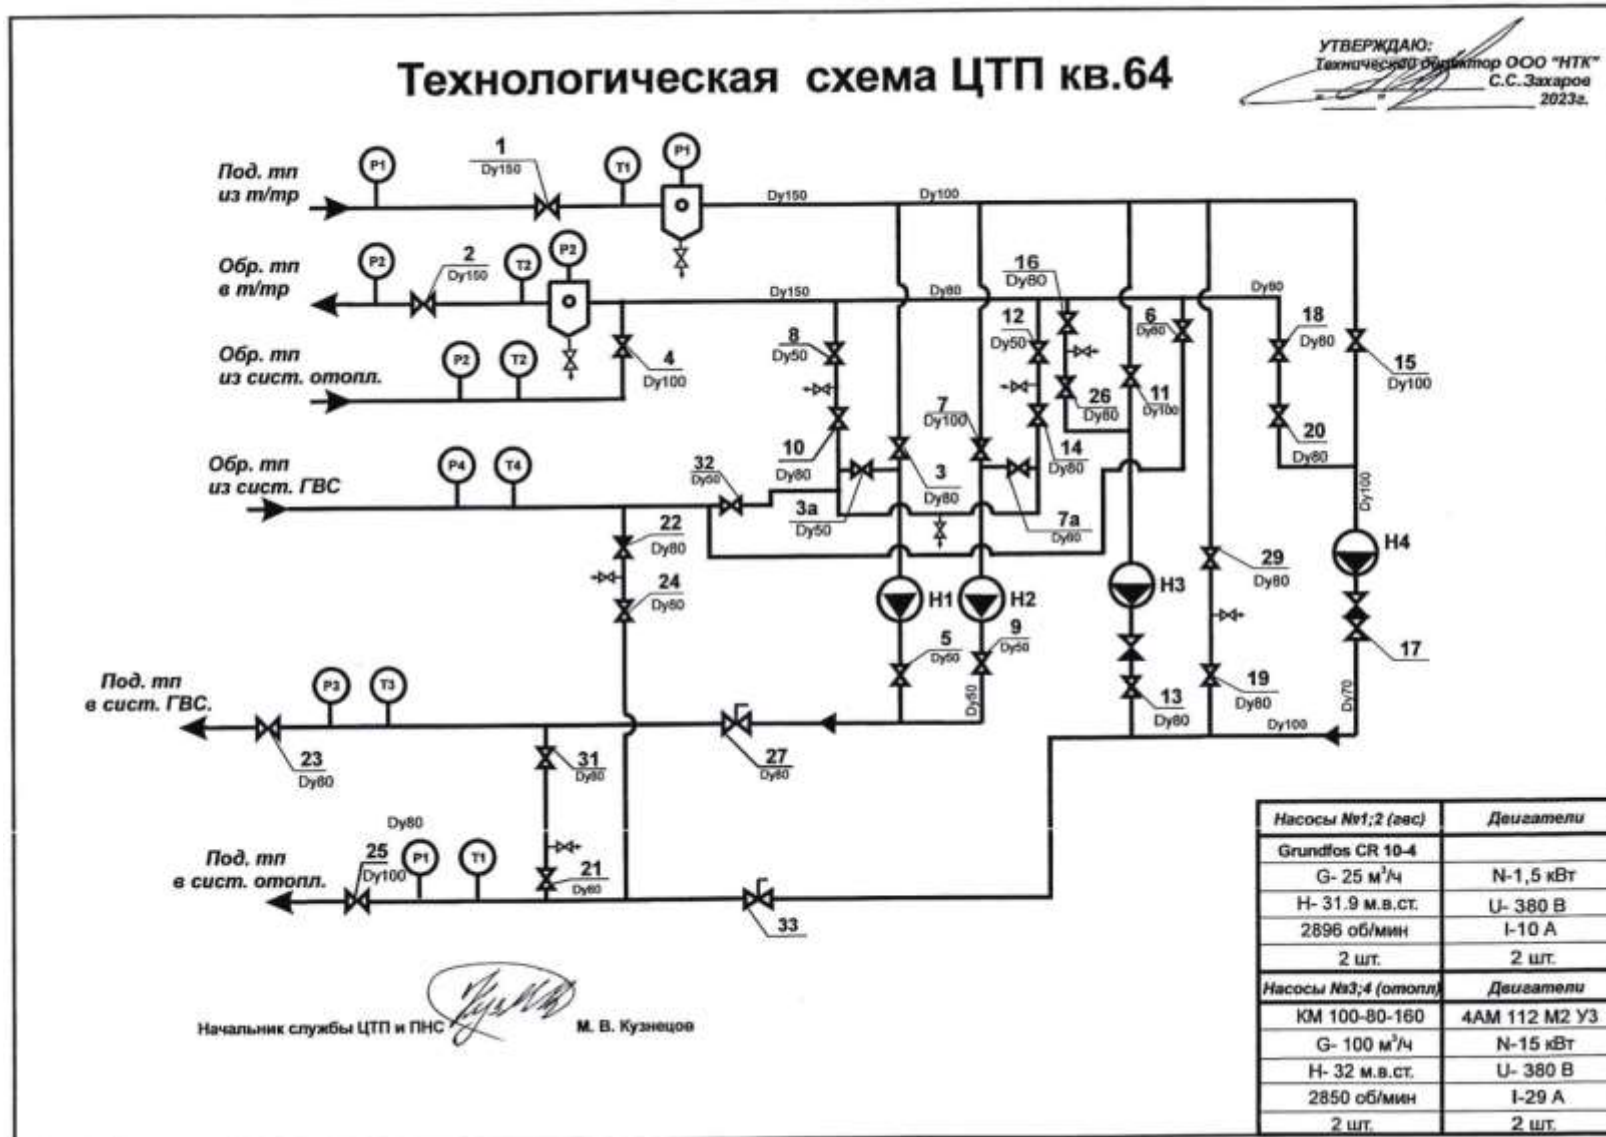 Технологическая схема ЦТП кв.64
УТВЕРЖДАЮ:
Технический директор ООО "НТК"
С.С.Захаров
" " 2023г.
Под. тп
из т/тр
P1
1
Dy150
T1
P1
Dy150
Dy100
Обр. тп
в т/тр
P2
2
Dy150
T2
P2
Dy150
Dy80
16
Dy80
Dy80
Обр. тп
из сист. отопл.
P2
T2
4
Dy100
8
Dy50
12
Dy50
6
Dy80
18
Dy80
15
Dy100
10
Dy80
7
Dy100
26
Dy80
11
Dy100
20
Dy80
Обр. тп
из сист. ГВС
P4
T4
32
Dy50
3
Dy80
14
Dy80
3а
Dy50
7а
Dy80
Dy100
22
Dy80
24
Dy80
Н1
Н2
Н3
29
Dy80
Н4
5
Dy50
9
Dy50
17
Под. тп
в сист. ГВС.
P3
T3
Dy50
13
Dy80
19
Dy80
Dy70
Dy100
23
Dy80
31
Dy80
27
Dy80
Dy80
Под. тп
в сист. отопл.
25
Dy100
P1
T1
21
Dy80
33
Насосы №1;2 (гвс) Двигатели
Grundfos CR 10-4
G- 25 м³/ч N-1,5 кВт
H- 31.9 м.в.ст. U- 380 В
2896 об/мин I-10 А
2 шт. 2 шт.
Насосы №3;4 (отопл) Двигатели
КМ 100-80-160 4АМ 112 М2 У3
G- 100 м³/ч N-15 кВт
H- 32 м.в.ст. U- 380 В
2850 об/мин I-29 А
2 шт. 2 шт.
Начальник службы ЦТП и ПНС М. В. Кузнецов